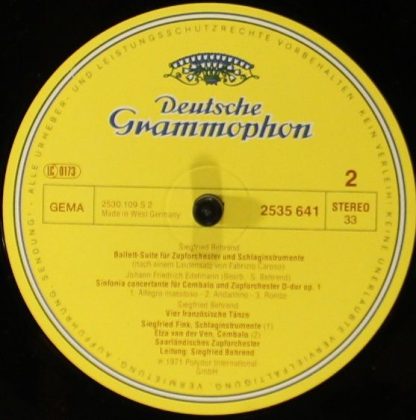 ALLE URHEBER- UND LEISTUNGSSCHUTZRECHTE VORBEHALTEN · KEIN VERLEIH! KEINE UNERLAUBTE VERVIELFÄLTIGUNG, AUFFÜHRUNG, SENDUNG!
Deutsche
Grammophon
LC 0173
2
GEMA
2530 109 S 2
Made in West Germany
2535 641
STEREO
33
Siegfried Behrend
Ballett-Suite für Zupforchester und Schlaginstrumente
(nach einem Lautensatz von Fabrizio Caroso)
Johann Friedrich Edelmann (Bearb.: S. Behrend)
Sinfonia concertante für Cembalo und Zupforchester D-dur op. 1
1. Allegro maestoso · 2. Andantino · 3. Rondo
Siegfried Behrend
Vier französische Tänze
Siegfried Fink, Schlaginstrumente (1)
Elza van der Ven, Cembalo (2)
Saarländisches Zupforchester
Leitung: Siegfried Behrend
℗ 1971 Polydor International
GmbH